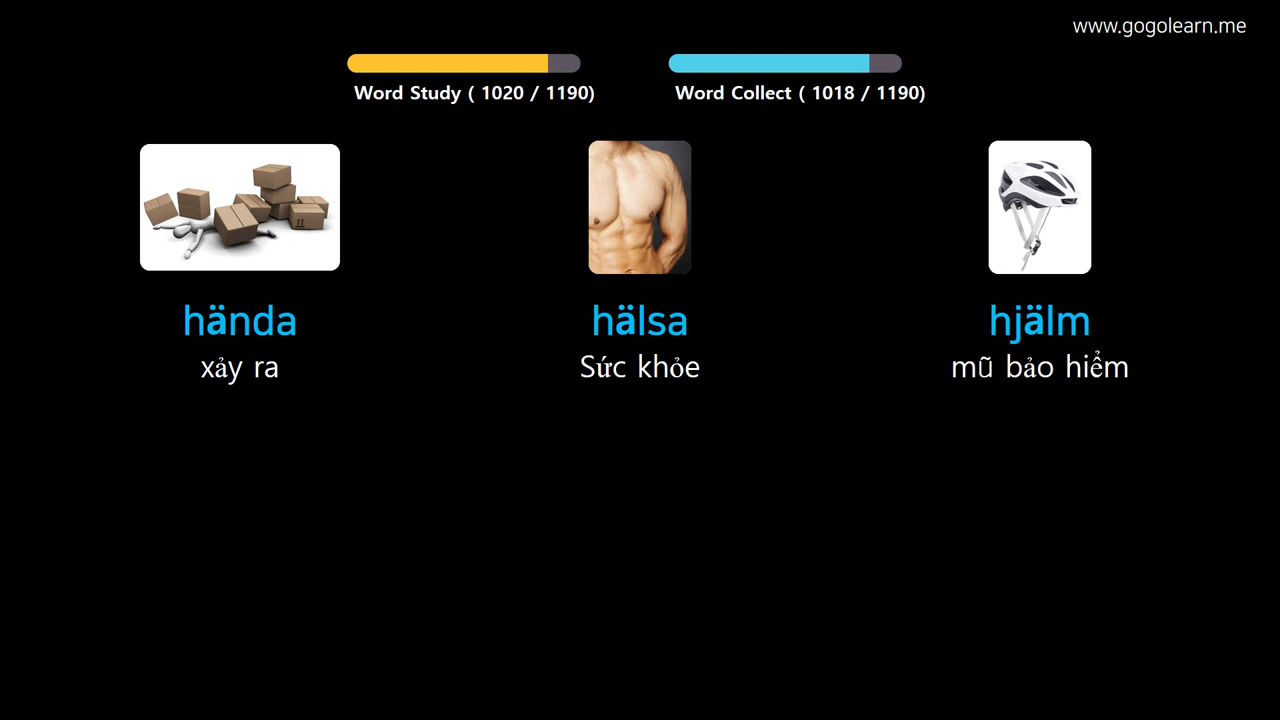 www.gogolearn.me
Word Study ( 1020 / 1190)
Word Collect ( 1018 / 1190)
hända
hälsa
hjälm
xảy ra
Sức khỏe
mũ bảo hiểm